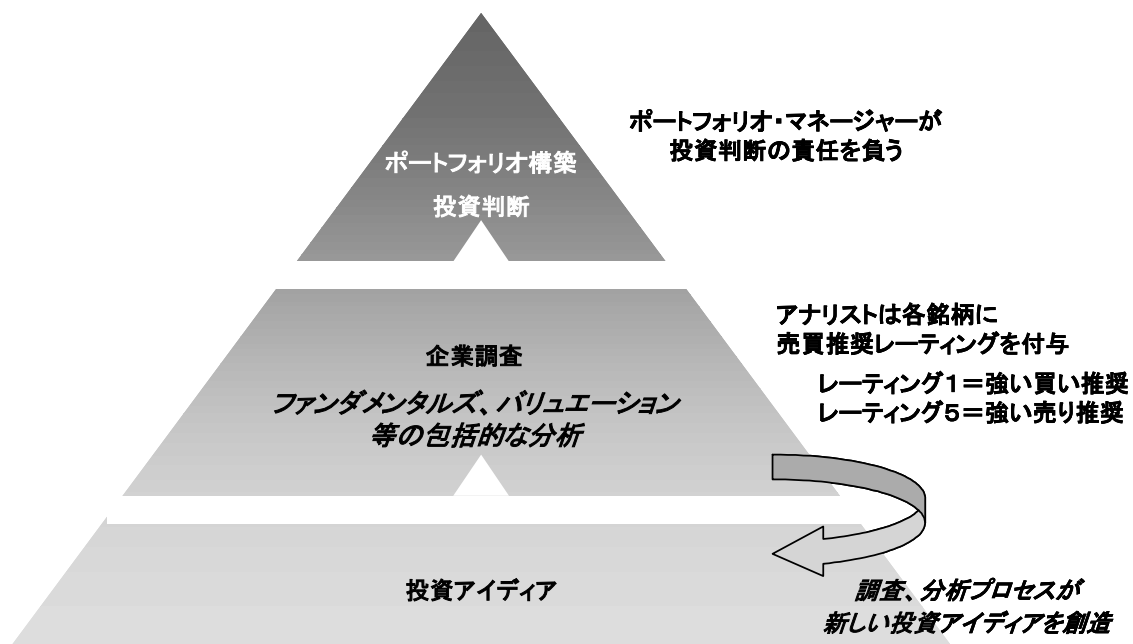 ポートフォリオ・マネージャーが
投資判断の責任を負う
ポートフォリオ構築
投資判断
アナリストは各銘柄に
売買推奨レーティングを付与
レーティング1=強い買い推奨
レーティング5=強い売り推奨
企業調査
ファンダメンタルズ、バリュエーション
等の包括的な分析
投資アイディア
調査、分析プロセスが
新しい投資アイディアを創造